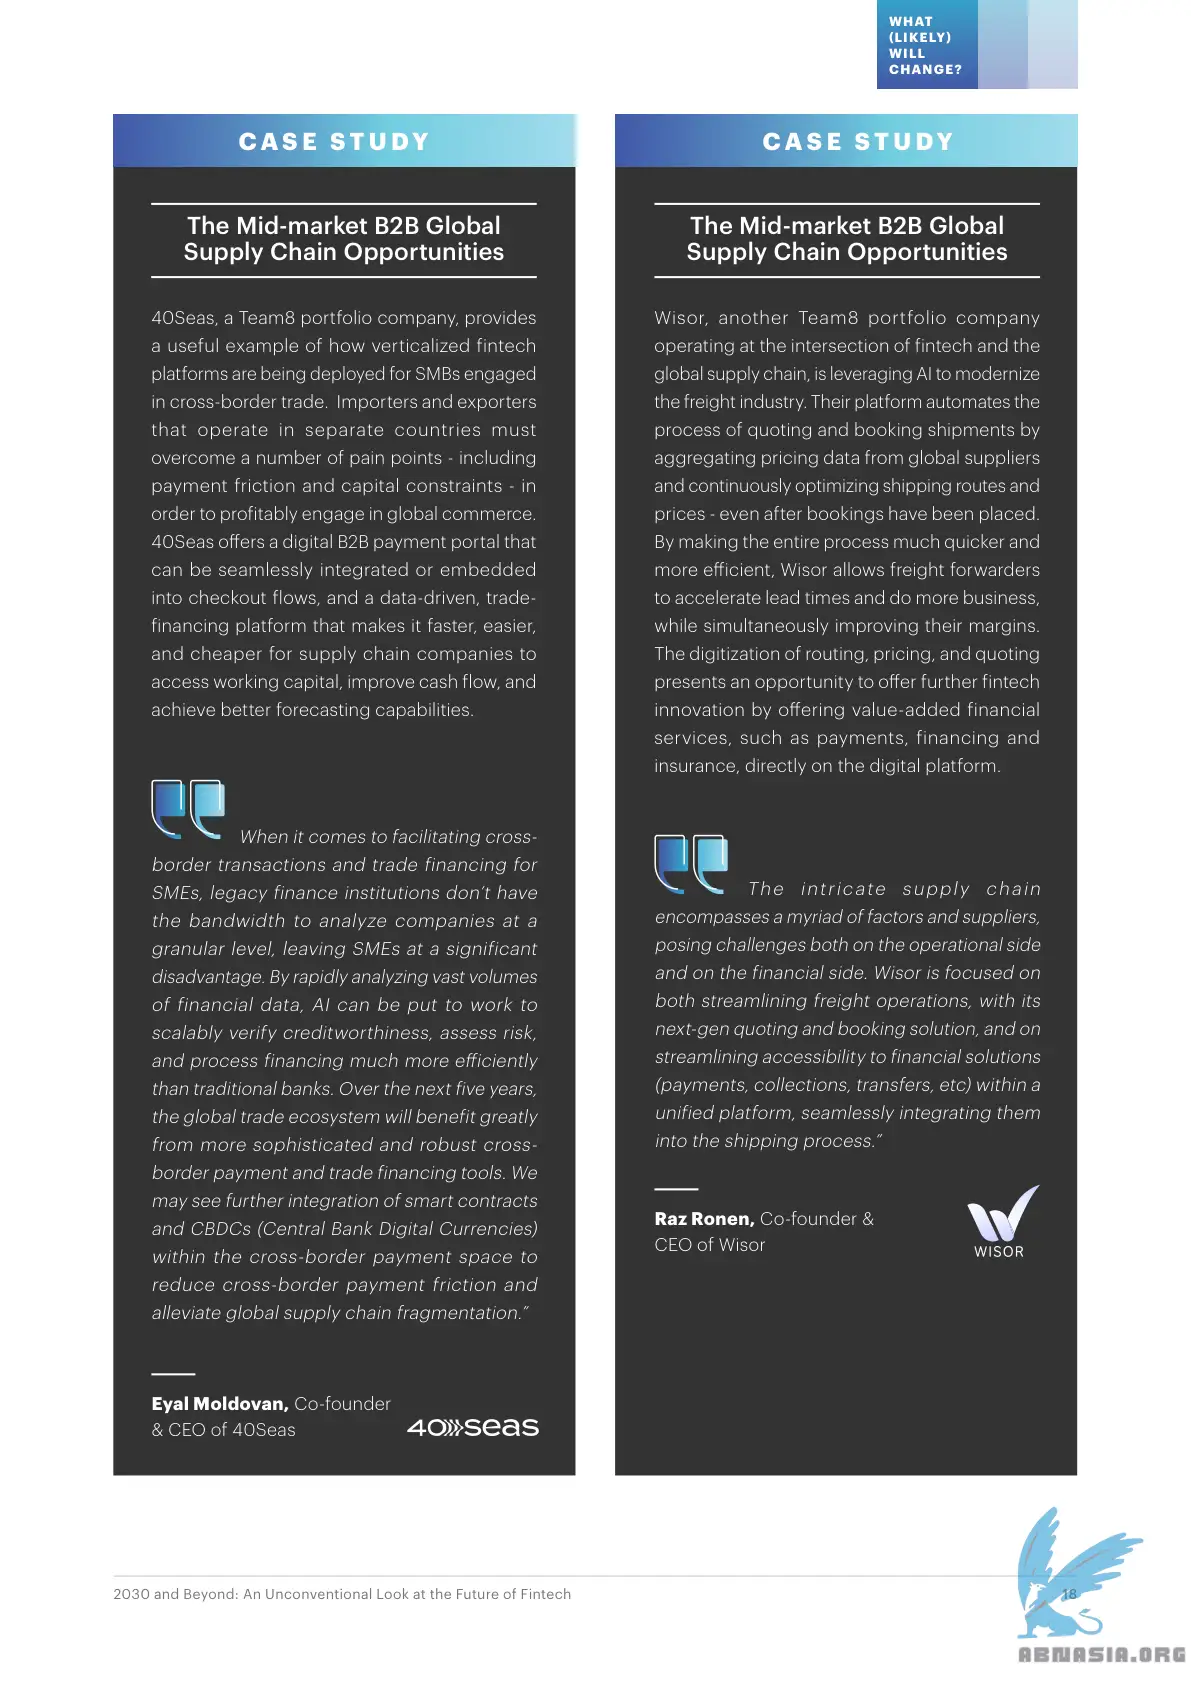 WHAT
(LIKELY)
WILL
CHANGE?
CASE STUDY
The Mid-market B2B Global
Supply Chain Opportunities
40Seas, a Team8 portfolio company, provides
a useful example of how verticalized fintech
platforms are being deployed for SMBs engaged
in cross-border trade. Importers and exporters
that operate in separate countries must
overcome a number of pain points - including
payment friction and capital constraints - in
order to profitably engage in global commerce.
40Seas offers a digital B2B payment portal that
can be seamlessly integrated or embedded
into checkout flows, and a data-driven, trade-
financing platform that makes it faster, easier,
and cheaper for supply chain companies to
access working capital, improve cash flow, and
achieve better forecasting capabilities.
When it comes to facilitating cross-
border transactions and trade financing for
SMEs, legacy finance institutions don’t have
the bandwidth to analyze companies at a
granular level, leaving SMEs at a significant
disadvantage. By rapidly analyzing vast volumes
of financial data, AI can be put to work to
scalably verify creditworthiness, assess risk,
and process financing much more efficiently
than traditional banks. Over the next five years,
the global trade ecosystem will benefit greatly
from more sophisticated and robust cross-
border payment and trade financing tools. We
may see further integration of smart contracts
and CBDCs (Central Bank Digital Currencies)
within the cross-border payment space to
reduce cross-border payment friction and
alleviate global supply chain fragmentation.”
Eyal Moldovan, Co-founder
& CEO of 40Seas
40seas
CASE STUDY
The Mid-market B2B Global
Supply Chain Opportunities
Wisor, another Team8 portfolio company
operating at the intersection of fintech and the
global supply chain, is leveraging AI to modernize
the freight industry. Their platform automates the
process of quoting and booking shipments by
aggregating pricing data from global suppliers
and continuously optimizing shipping routes and
prices - even after bookings have been placed.
By making the entire process much quicker and
more efficient, Wisor allows freight forwarders
to accelerate lead times and do more business,
while simultaneously improving their margins.
The digitization of routing, pricing, and quoting
presents an opportunity to offer further fintech
innovation by offering value-added financial
services, such as payments, financing and
insurance, directly on the digital platform.
The intricate supply chain
encompasses a myriad of factors and suppliers,
posing challenges both on the operational side
and on the financial side. Wisor is focused on
both streamlining freight operations, with its
next-gen quoting and booking solution, and on
streamlining accessibility to financial solutions
(payments, collections, transfers, etc) within a
unified platform, seamlessly integrating them
into the shipping process.”
Raz Ronen, Co-founder &
CEO of Wisor
WISOR
2030 and Beyond: An Unconventional Look at the Future of Fintech
18
ABNASIA.ORG